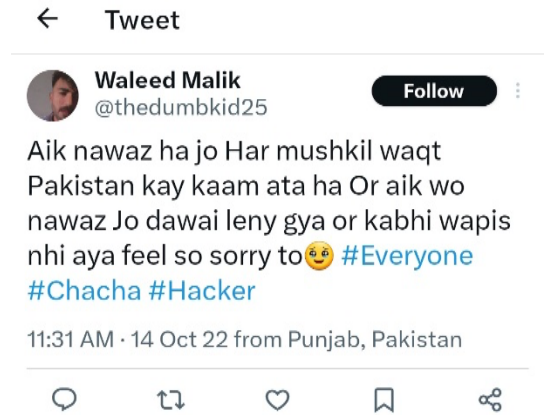 Tweet
Waleed Malik
@thedumbkid25
Follow
Aik nawaz ha jo Har mushkil waqt
Pakistan kay kaam ata ha Or aik wo
nawaz Jo dawai leny gya or kabhi wapis
nhi aya feel so sorry to🥹 #Everyone
#Chacha #Hacker
11:31 AM · 14 Oct 22 from Punjab, Pakistan